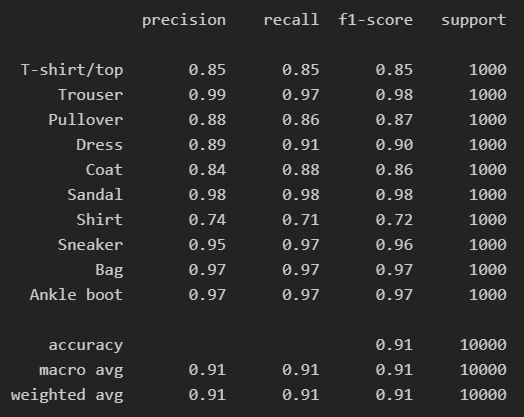 precision recall f1-score support
T-shirt/top 0.85 0.85 0.85 1000
Trouser 0.99 0.97 0.98 1000
Pullover 0.88 0.86 0.87 1000
Dress 0.89 0.91 0.90 1000
Coat 0.84 0.88 0.86 1000
Sandal 0.98 0.98 0.98 1000
Shirt 0.74 0.71 0.72 1000
Sneaker 0.95 0.97 0.96 1000
Bag 0.97 0.97 0.97 1000
Ankle boot 0.97 0.97 0.97 1000
accuracy 0.91 10000
macro avg 0.91 0.91 0.91 10000
weighted avg 0.91 0.91 0.91 10000